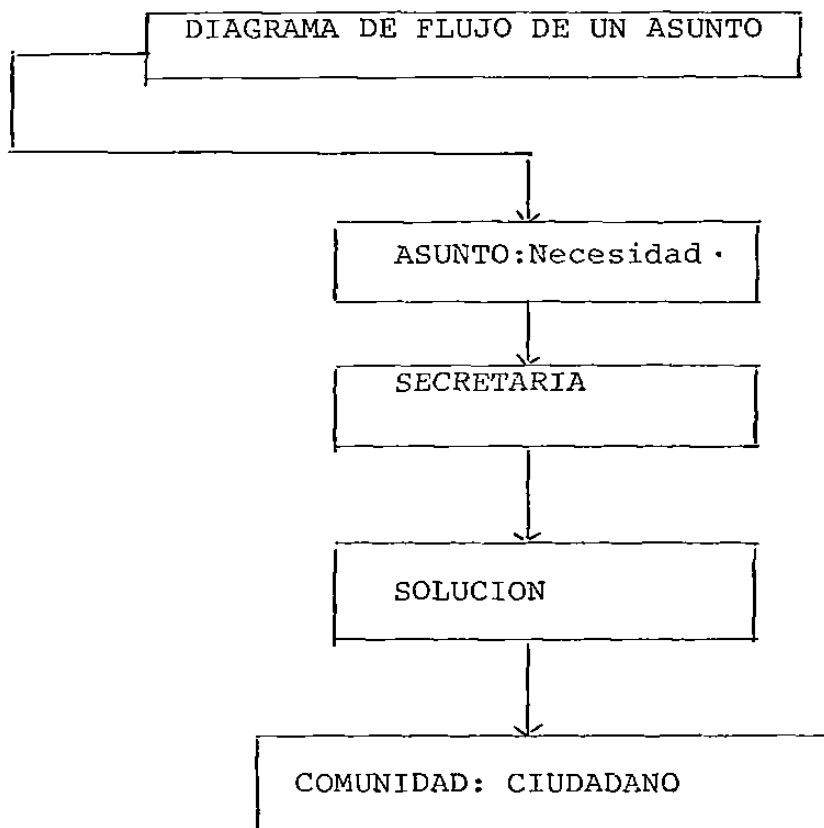 DIAGRAMA DE FLUJO DE UN ASUNTO
ASUNTO:Necesidad
SECRETARIA
SOLUCION
COMUNIDAD: CIUDADANO